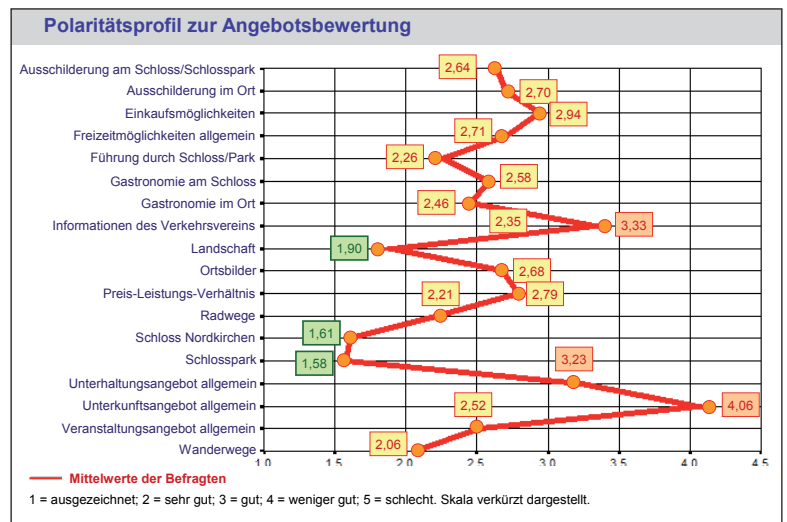 Polaritätsprofil zur Angebotsbewertung
Ausschilderung am Schloss/Schlosspark
2,64
Ausschilderung im Ort
2,70
Einkaufsmöglichkeiten
2,94
Freizeitmöglichkeiten allgemein
2,71
Führung durch Schloss/Park
2,26
Gastronomie am Schloss
2,58
Gastronomie im Ort
2,46
Informationen des Verkehrsvereins
2,35
3,33
Landschaft
1,90
Ortsbilder
2,68
Preis-Leistungs-Verhältnis
2,21
2,79
Radwege
Schloss Nordkirchen
1,61
Schlosspark
1,58
3,23
Unterhaltungsangebot allgemein
Unterkunftsangebot allgemein
2,52
4,06
Veranstaltungsangebot allgemein
Wanderwege
2,06
1,0 1,5 2,0 2,5 3,0 3,5 4,0 4,5
Mittelwerte der Befragten
1 = ausgezeichnet; 2 = sehr gut; 3 = gut; 4 = weniger gut; 5 = schlecht. Skala verkürzt dargestellt.